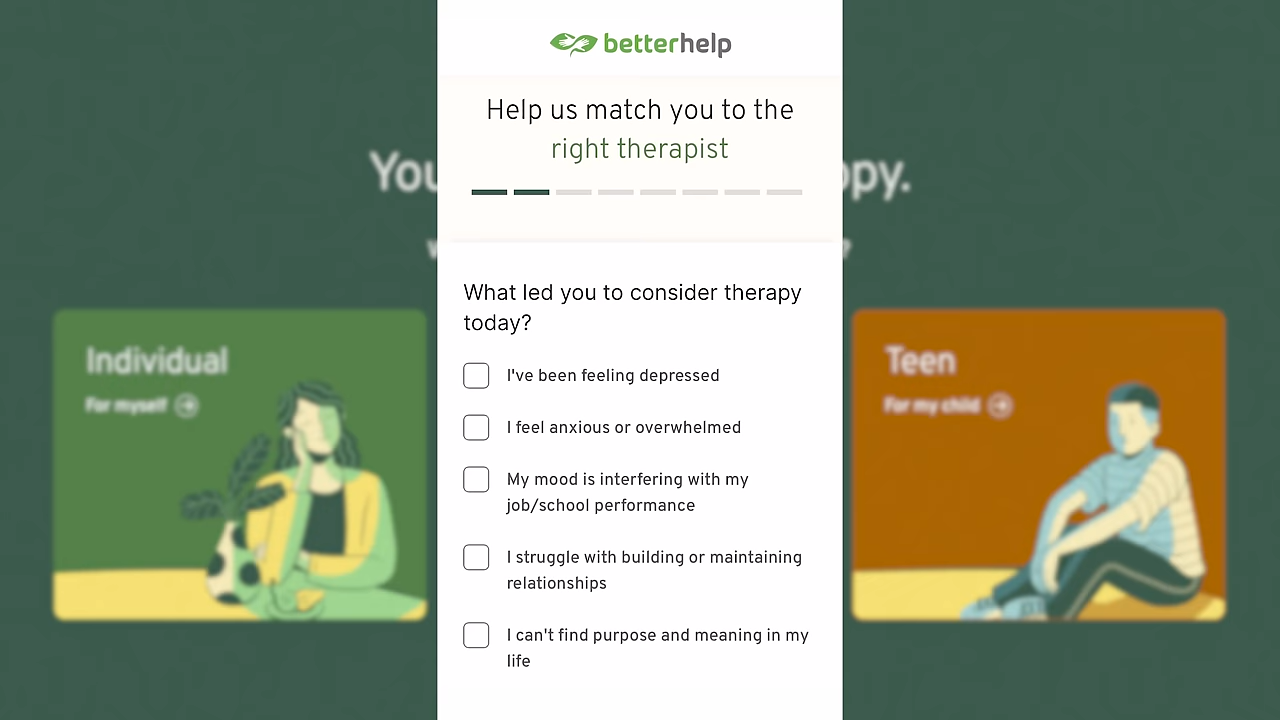 betterhelp
Help us match you to the
right therapist
You
opy.
?
Individual
For myself
Teen
For my child
What led you to consider therapy
today?
I've been feeling depressed
I feel anxious or overwhelmed
My mood is interfering with my
job/school performance
I struggle with building or maintaining
relationships
I can't find purpose and meaning in my
life